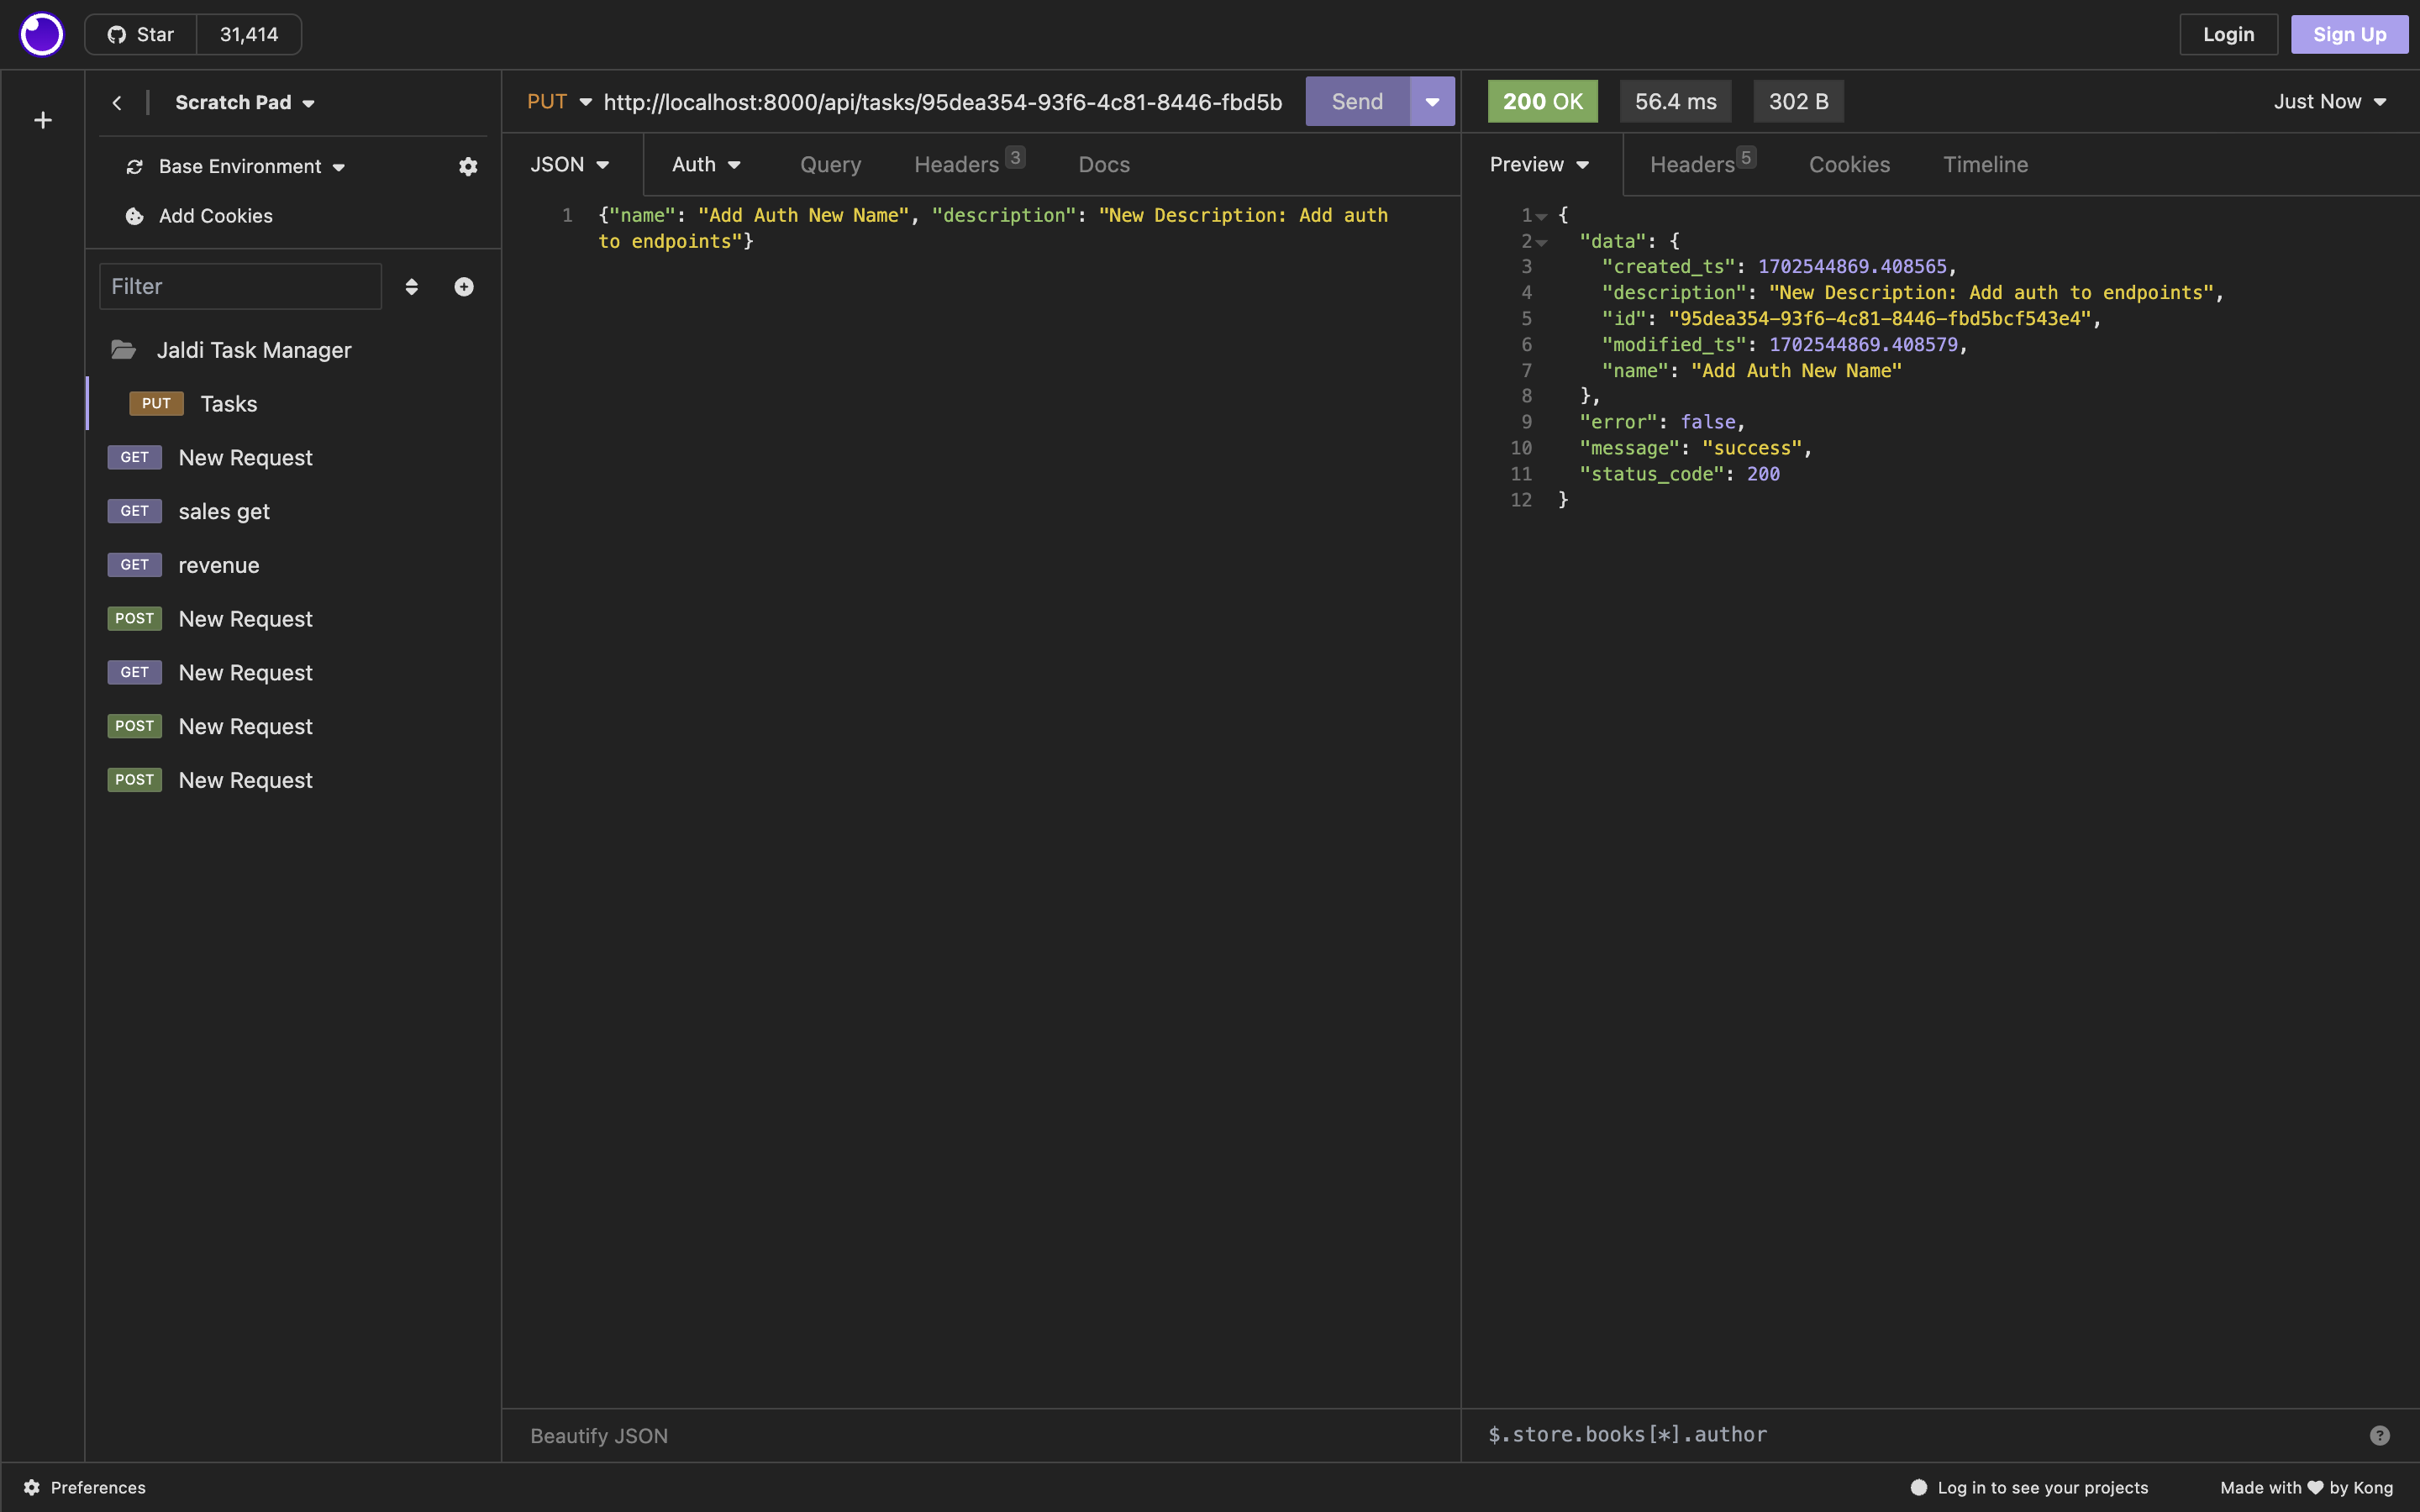 Star 31,414
Login Sign Up
Scratch Pad
Base Environment
Add Cookies
Filter
Jaldi Task Manager
PUT Tasks
GET New Request
GET sales get
GET revenue
POST New Request
GET New Request
POST New Request
POST New Request
PUT http://localhost:8000/api/tasks/95dea354-93f6-4c81-8446-fbd5b Send
JSON Auth Query Headers 3 Docs
1 {"name": "Add Auth New Name", "description": "New Description: Add auth
to endpoints"}
Beautify JSON
200 OK 56.4 ms 302 B Just Now
Preview Headers 5 Cookies Timeline
1 {
2 "data": {
3 "created_ts": 1702544869.408565,
4 "description": "New Description: Add auth to endpoints",
5 "id": "95dea354-93f6-4c81-8446-fbd5bcf543e4",
6 "modified_ts": 1702544869.408579,
7 "name": "Add Auth New Name"
8 },
9 "error": false,
10 "message": "success",
11 "status_code": 200
12 }
$.store.books[*].author
Preferences
Log in to see your projects
Made with ♥ by Kong